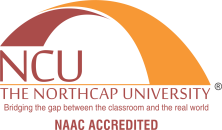 NCU
THE NORTHCAP UNIVERSITY®
Bridging the gap between the classroom and the real world
NAAC ACCREDITED